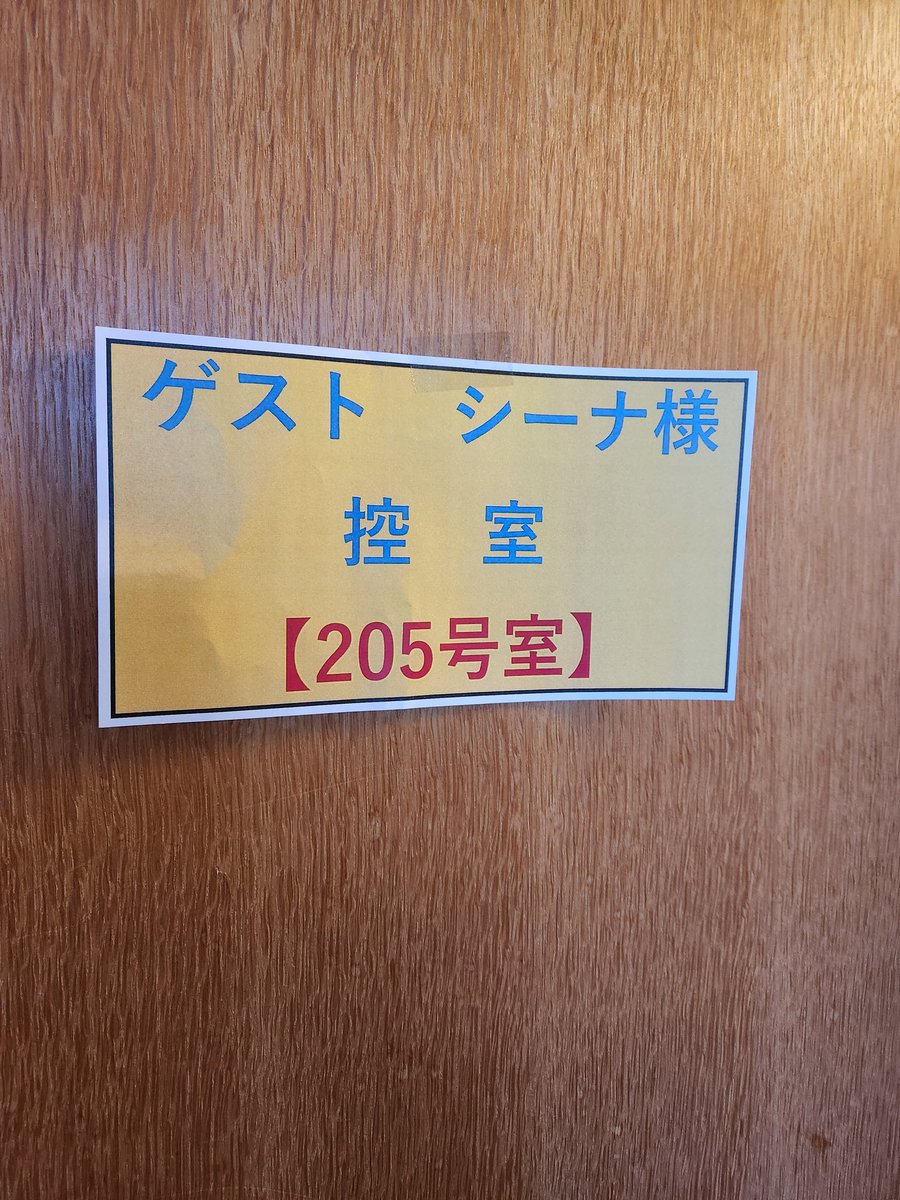 ゲスト　シーナ様
控　室
【205号室】